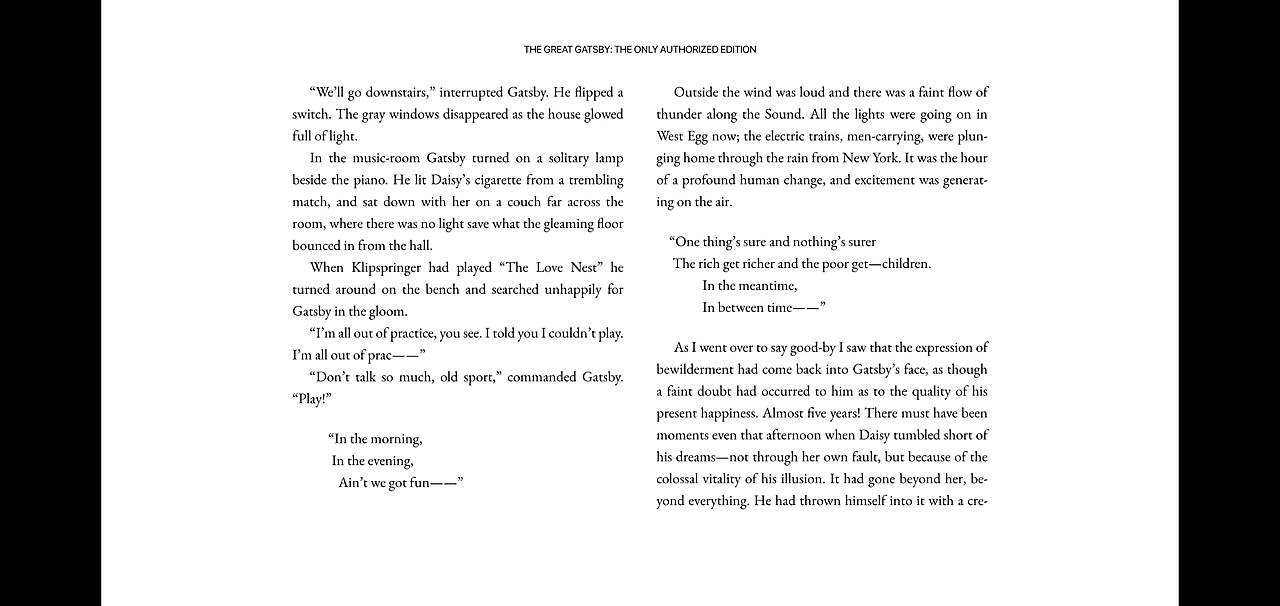 THE GREAT GATSBY: THE ONLY AUTHORIZED EDITION
“We’ll go downstairs,” interrupted Gatsby. He flipped a
switch. The gray windows disappeared as the house glowed
full of light.
In the music-room Gatsby turned on a solitary lamp
beside the piano. He lit Daisy’s cigarette from a trembling
match, and sat down with her on a couch far across the
room, where there was no light save what the gleaming floor
bounced in from the hall.
When Klipspringer had played “The Love Nest” he
turned around on the bench and searched unhappily for
Gatsby in the gloom.
“I’m all out of practice, you see. I told you I couldn’t play.
I’m all out of prac——”
“Don’t talk so much, old sport,” commanded Gatsby.
“Play!”
“In the morning,
In the evening,
Ain’t we got fun——”
Outside the wind was loud and there was a faint flow of
thunder along the Sound. All the lights were going on in
West Egg now; the electric trains, men-carrying, were plun-
ging home through the rain from New York. It was the hour
of a profound human change, and excitement was generat-
ing on the air.
“One thing’s sure and nothing’s surer
The rich get richer and the poor get—children.
In the meantime,
In between time——”
As I went over to say good-by I saw that the expression of
bewilderment had come back into Gatsby’s face, as though
a faint doubt had occurred to him as to the quality of his
present happiness. Almost five years! There must have been
moments even that afternoon when Daisy tumbled short of
his dreams—not through her own fault, but because of the
colossal vitality of his illusion. It had gone beyond her, be-
yond everything. He had thrown himself into it with a cre-